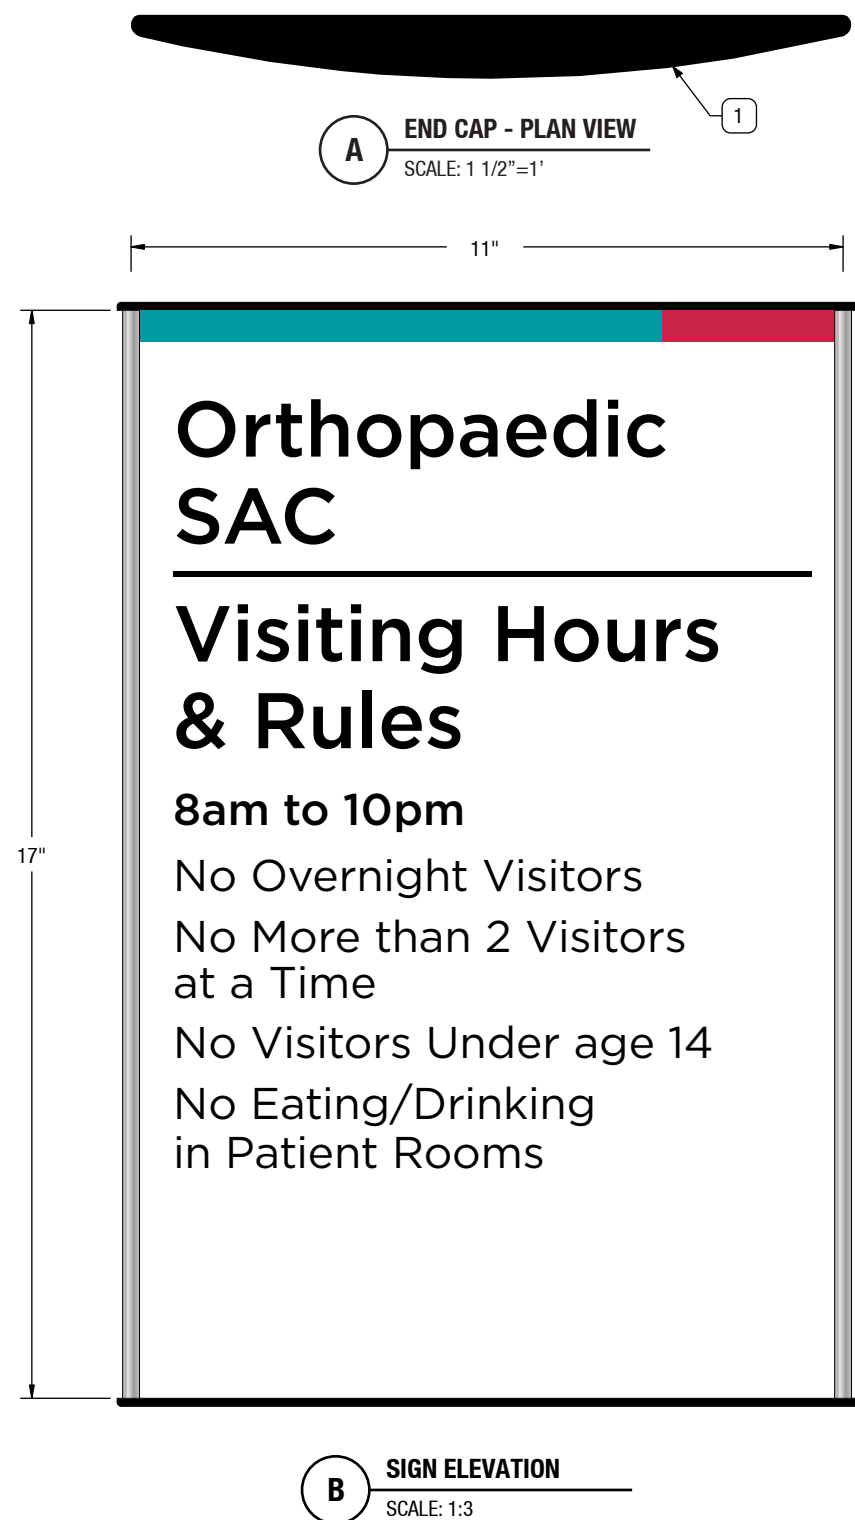 1
A
END CAP - PLAN VIEW
SCALE: 1 1/2”=1’
11"
Orthopaedic
SAC
Visiting Hours
& Rules
8am to 10pm
17"
No Overnight Visitors
No More than 2 Visitors
at a Time
No Visitors Under age 14
No Eating/Drinking
in Patient Rooms
B
SIGN ELEVATION
SCALE: 1:3